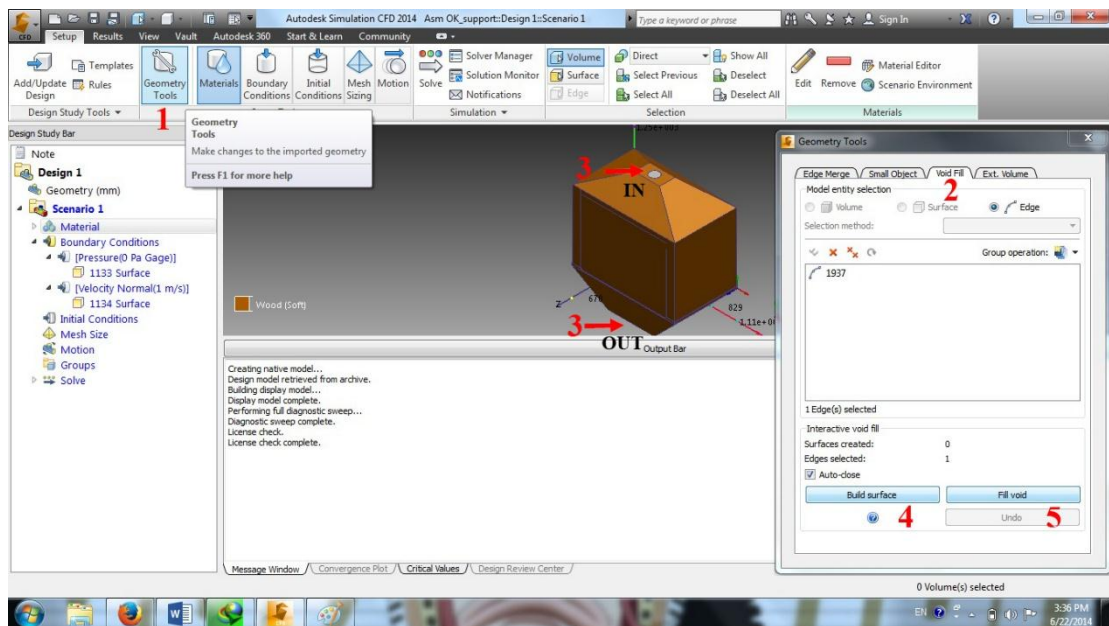 Autodesk Simulation CFD 2014 Asm OK_support::Design 1::Scenario 1
Type a keyword or phrase
Sign In
CFD
Setup Results View Vault Autodesk 360 Start & Learn Community
Add/Update Design
Templates
Rules
Geometry Tools
Materials
Boundary Conditions
Initial Conditions
Mesh Sizing
Motion
Solve
Solver Manager
Solution Monitor
Notifications
Volume
Surface
Edge
Direct
Select Previous
Select All
Show All
Deselect
Deselect All
Edit
Remove
Material Editor
Scenario Environment
Design Study Tools
Simulation
Selection
Materials
1
Geometry
Tools
Make changes to the imported geometry
Press F1 for more help
Design Study Bar
Note
Design 1
Geometry (mm)
Scenario 1
Material
Boundary Conditions
[Pressure(0 Pa Gage)]
1133 Surface
[Velocity Normal(1 m/s)]
1134 Surface
Initial Conditions
Mesh Size
Motion
Groups
Solve
1.25e+003
3
IN
Wood (Soft)
Z
670
829
1.11e+0
3
OUT
Output Bar
Creating native model...
Design model retrieved from archive.
Building display model...
Display model complete.
Performing full diagnostic sweep...
Diagnostic sweep complete.
License check.
License check complete.
Message Window
Convergence Plot
Critical Values
Design Review Center
Geometry Tools
Edge Merge
Small Object
Void Fill
Ext. Volume
2
Model entity selection
Volume
Surface
Edge
Selection method:
Group operation:
1937
1 Edge(s) selected
Interactive void fill
Surfaces created: 0
Edges selected: 1
Auto-close
Build surface
Fill void
4
Undo
5
0 Volume(s) selected
EN
3:36 PM
6/22/2014